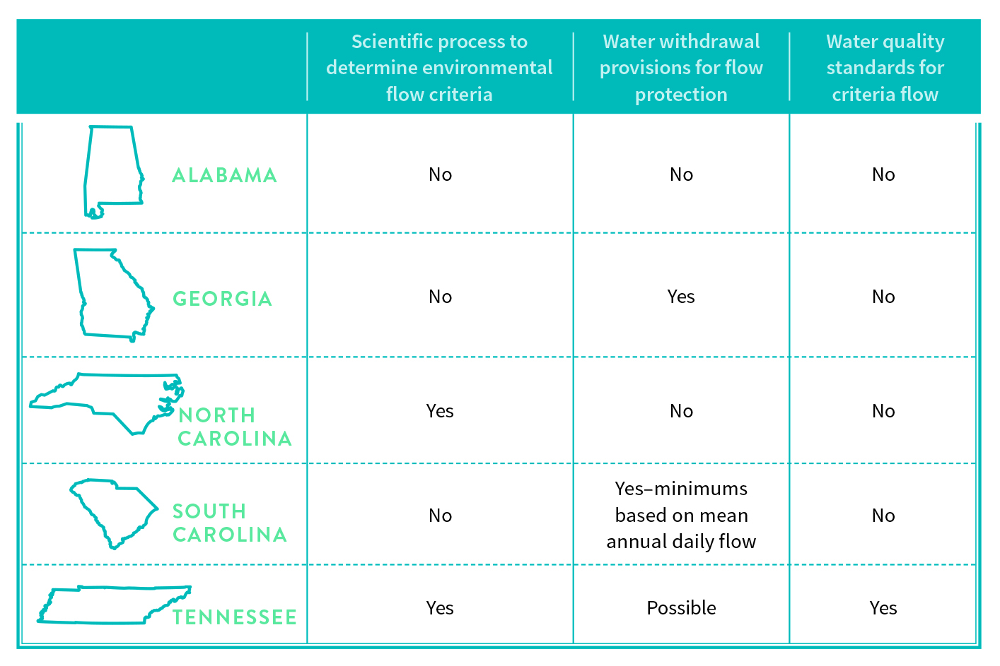 Scientific process to
determine environmental
flow criteria
Water withdrawal
provisions for flow
protection
Water quality
standards for
criteria flow
ALABAMA
No
No
No
GEORGIA
No
Yes
No
NORTH
CAROLINA
Yes
No
No
SOUTH
CAROLINA
No
Yes–minimums
based on mean
annual daily flow
No
TENNESSEE
Yes
Possible
Yes